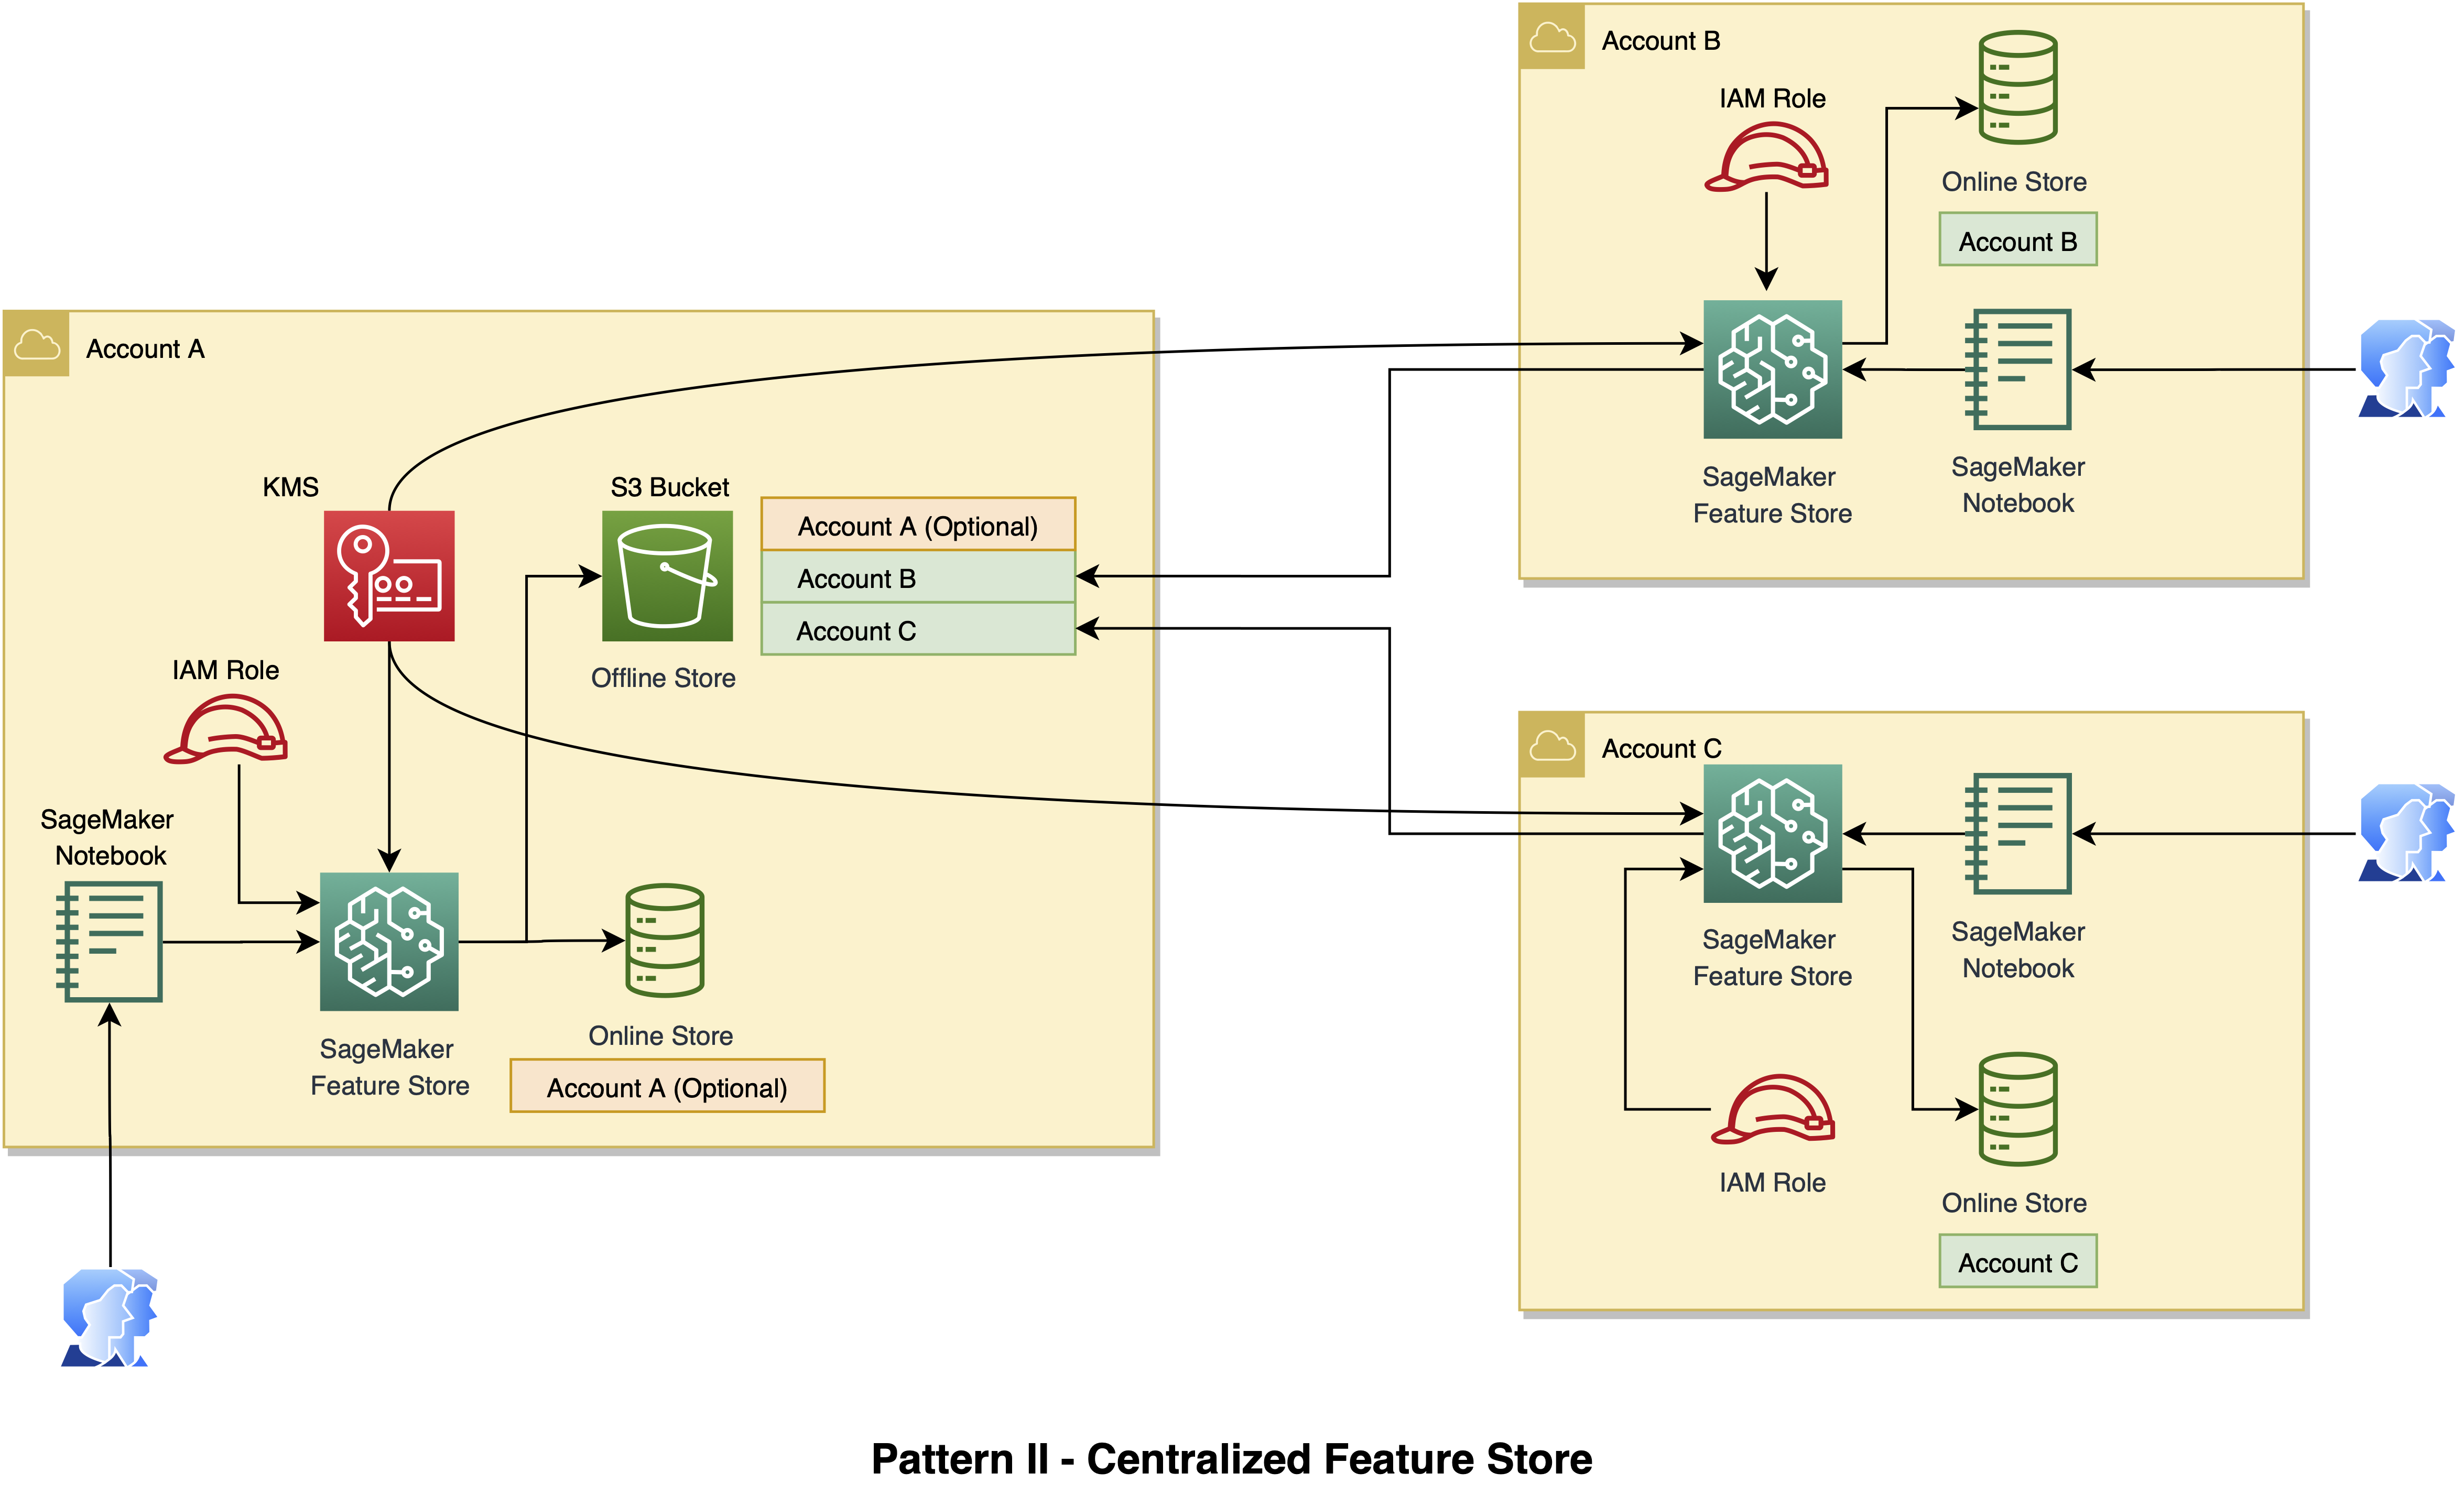 Account B
IAM Role
Online Store
Account B
SageMaker
Feature Store
SageMaker
Notebook
Account A
KMS
S3 Bucket
Account A (Optional)
Account B
Account C
Offline Store
IAM Role
SageMaker
Notebook
SageMaker
Feature Store
Online Store
Account A (Optional)
Account C
SageMaker
Feature Store
SageMaker
Notebook
IAM Role
Online Store
Account C
Pattern II - Centralized Feature Store